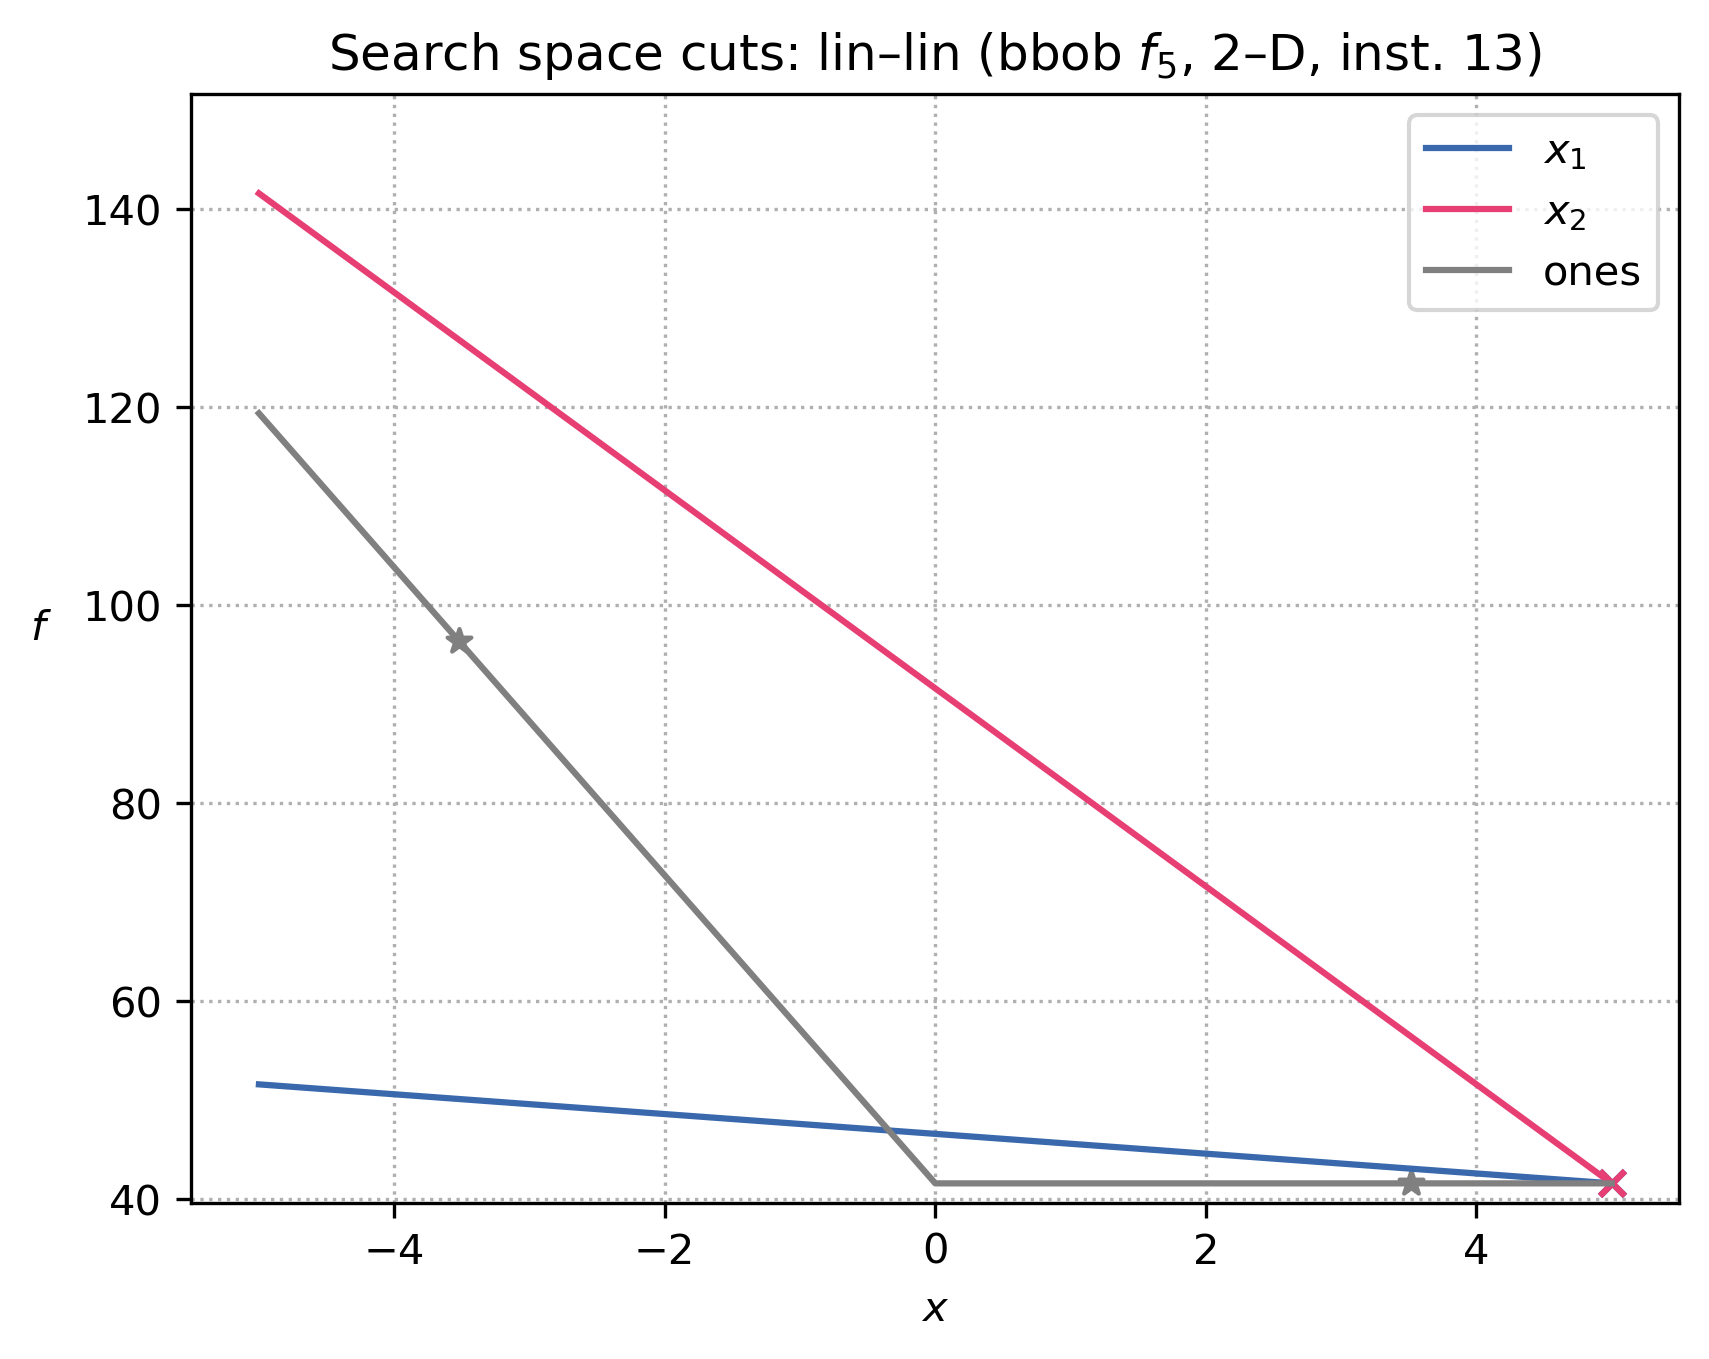 Search space cuts: lin–lin (bbob f₅, 2–D, inst. 13)
x₁
x₂
ones
140
120
100
80
60
40
f
−4
−2
0
2
4
x